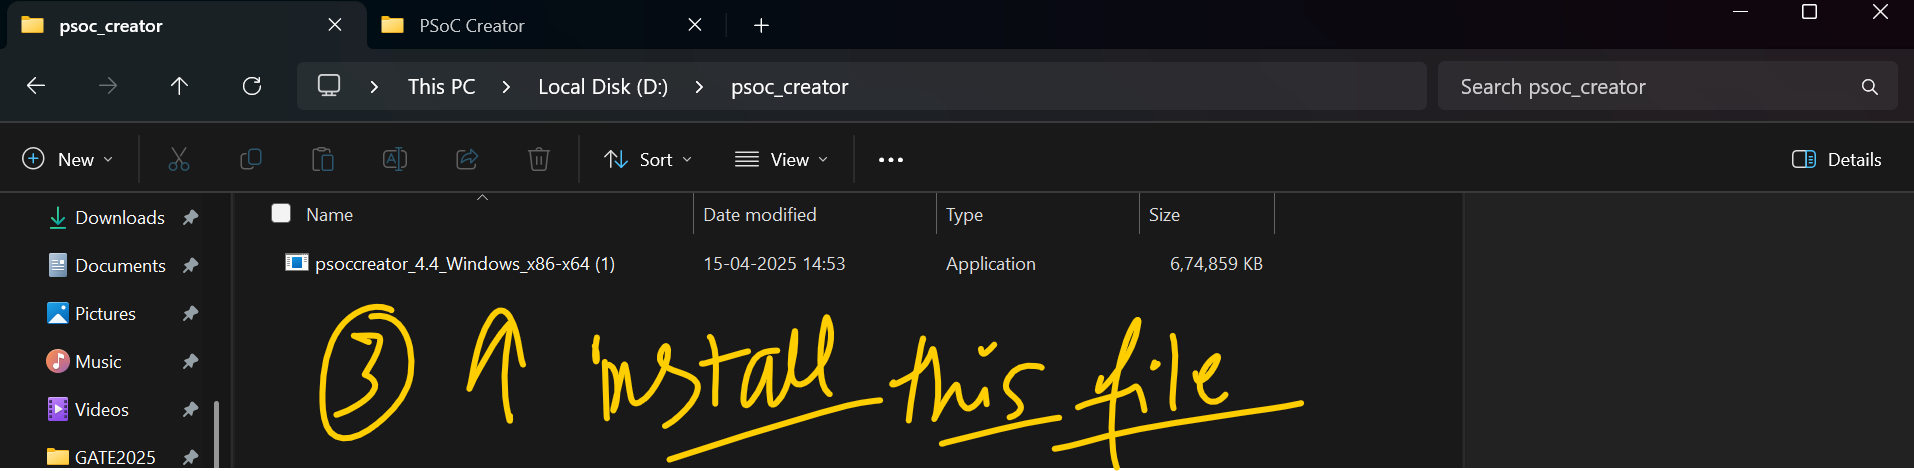 psoc_creator PSoC Creator
This PC Local Disk (D:) psoc_creator Search psoc_creator
New Sort View Details
Name Date modified Type Size
psoccreator_4.4_Windows_x86-x64 (1) 15-04-2025 14:53 Application 6,74,859 KB
Downloads
Documents
Pictures
Music
Videos
GATE2025
3 install this file